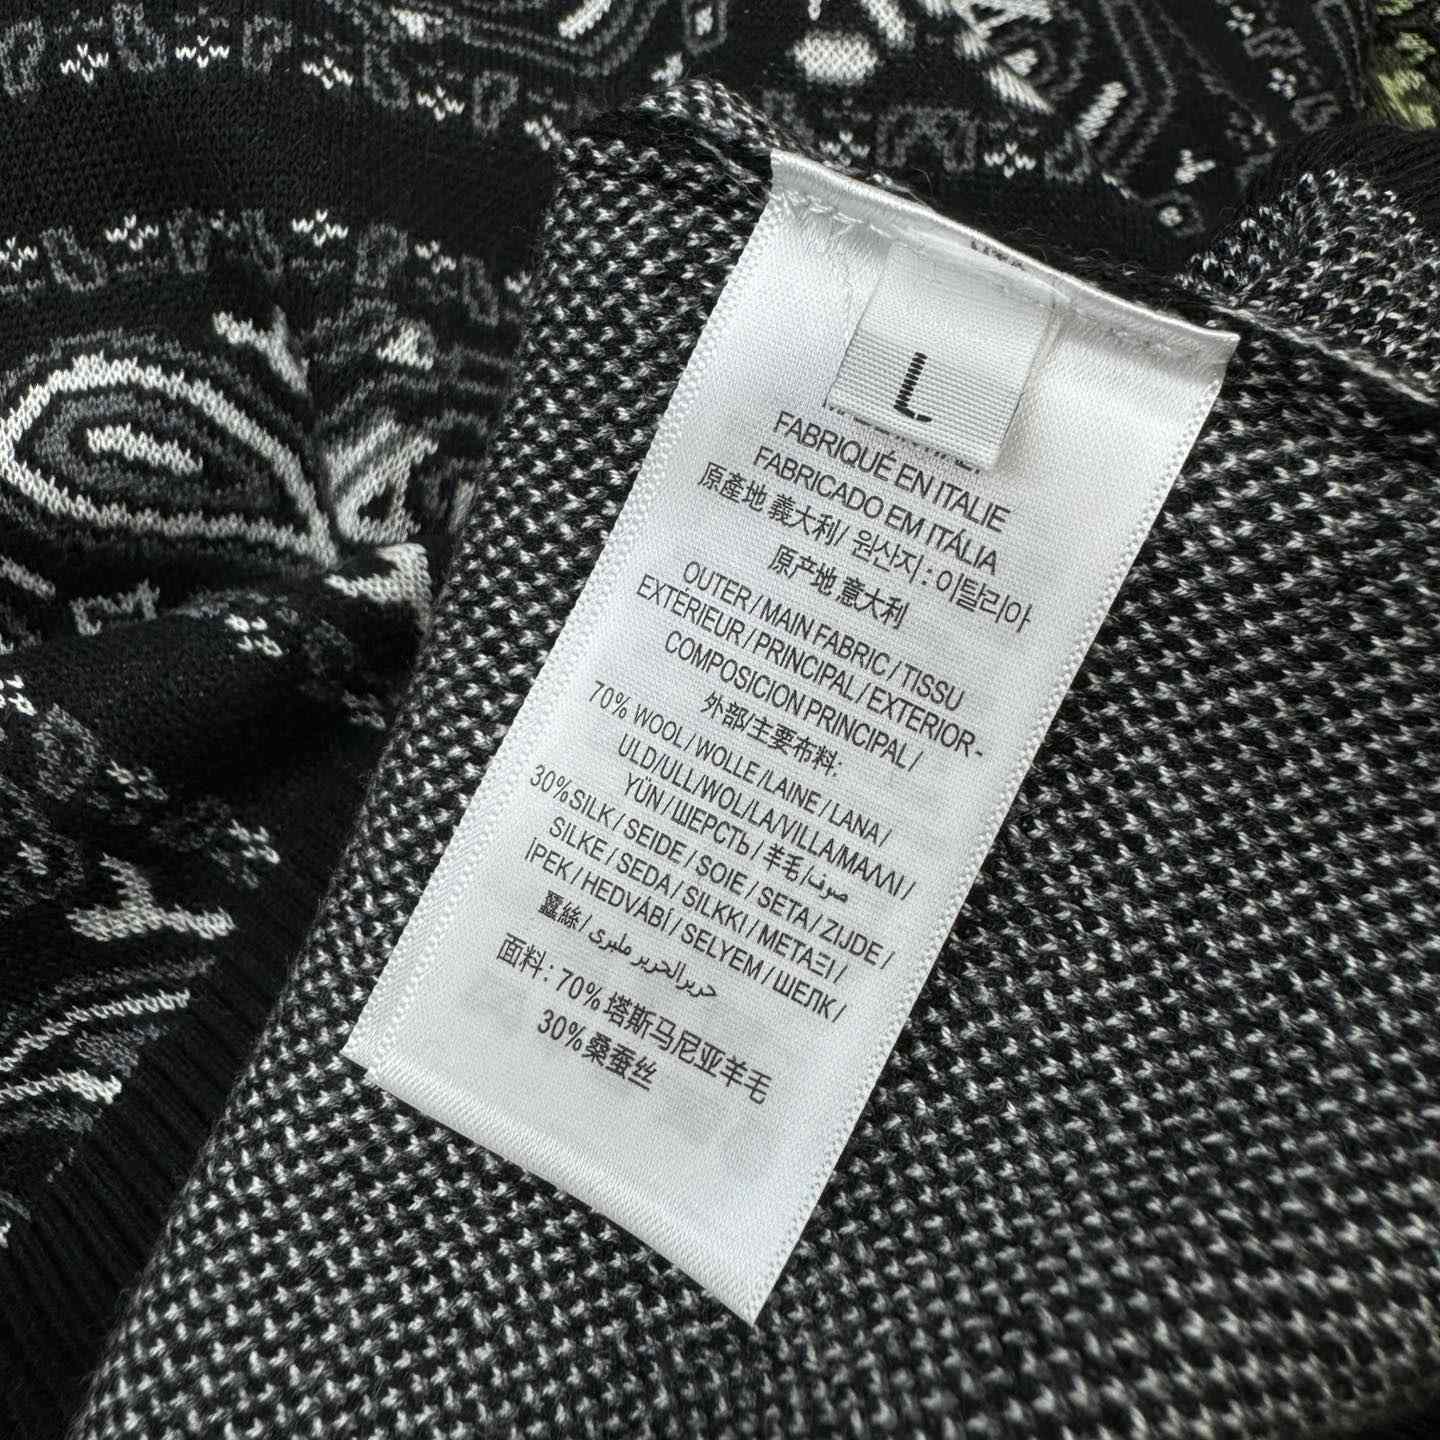 L
FABRIQUÉ EN ITALIE
FABRICADO EM ITÁLIA
原產地 義大利/ 원산지 : 이탈리아
原产地 意大利
OUTER / MAIN FABRIC / TISSU
EXTÉRIEUR / PRINCIPAL / EXTERIOR-
COMPOSICION PRINCIPAL /
外部/主要布料:
70% WOOL / WOLLE / LAINE / LANA /
ULD/ULL/WOL/LA/VILLA/ΜΑΛΛΙ /
YÜN / ШЕРСТЬ / 羊毛 / صوف
30%SILK / SEIDE / SOIE / SETA / ZIJDE /
SILKE / SEDA / SILKKI / ΜΕΤΑΞΙ /
İPEK / HEDVÁBÍ / SELYEM / ШЕЛК /
蠶絲 / حرير/الحرير مليرى
面料 : 70% 塔斯马尼亚羊毛
30% 桑蚕丝